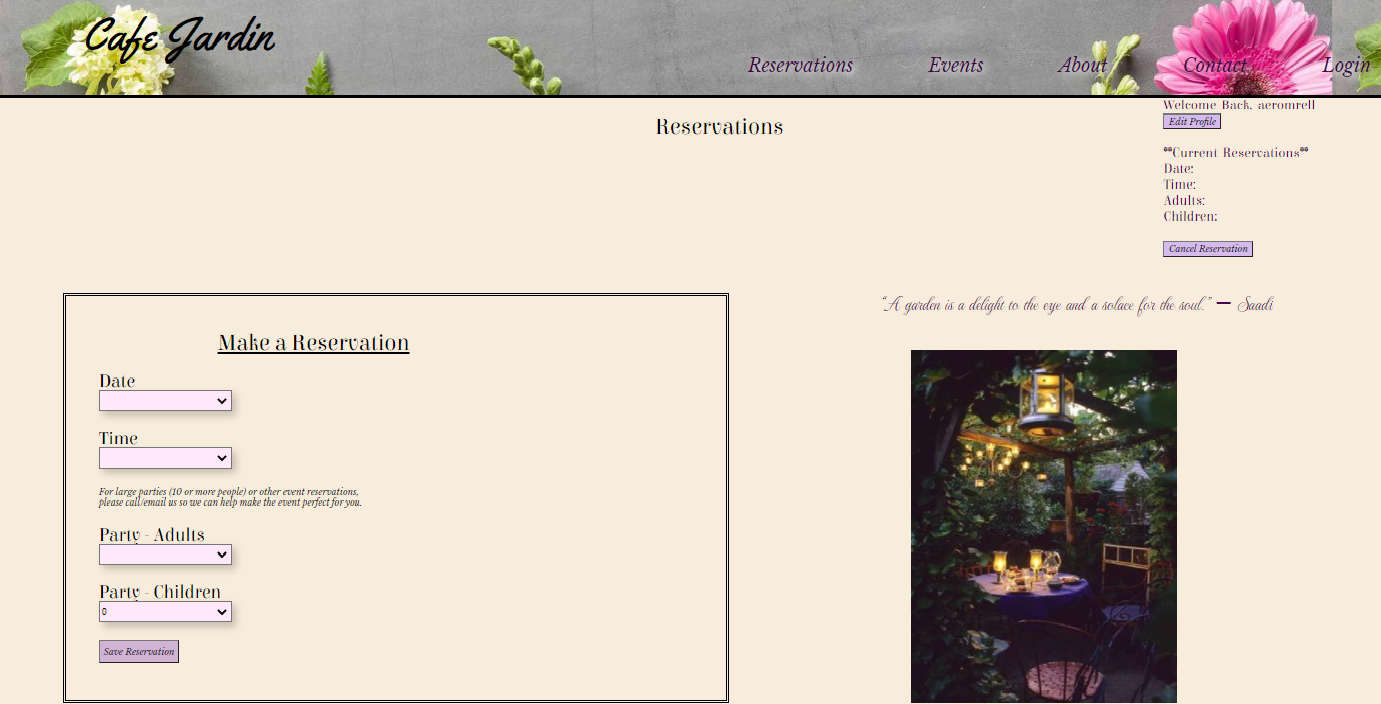 Cafe Jardin
Reservations Events About Contact Login
Welcome Back, aeromrell
Edit Profile
Reservations
**Current Reservations**
Date:
Time:
Adults:
Children:
Cancel Reservation
"A garden is a delight to the eye and a solace for the soul." — Saadi
Make a Reservation
Date
Time
For large parties (10 or more people) or other event reservations,
please call/email us so we can help make the event perfect for you.
Party - Adults
Party - Children
0
Save Reservation